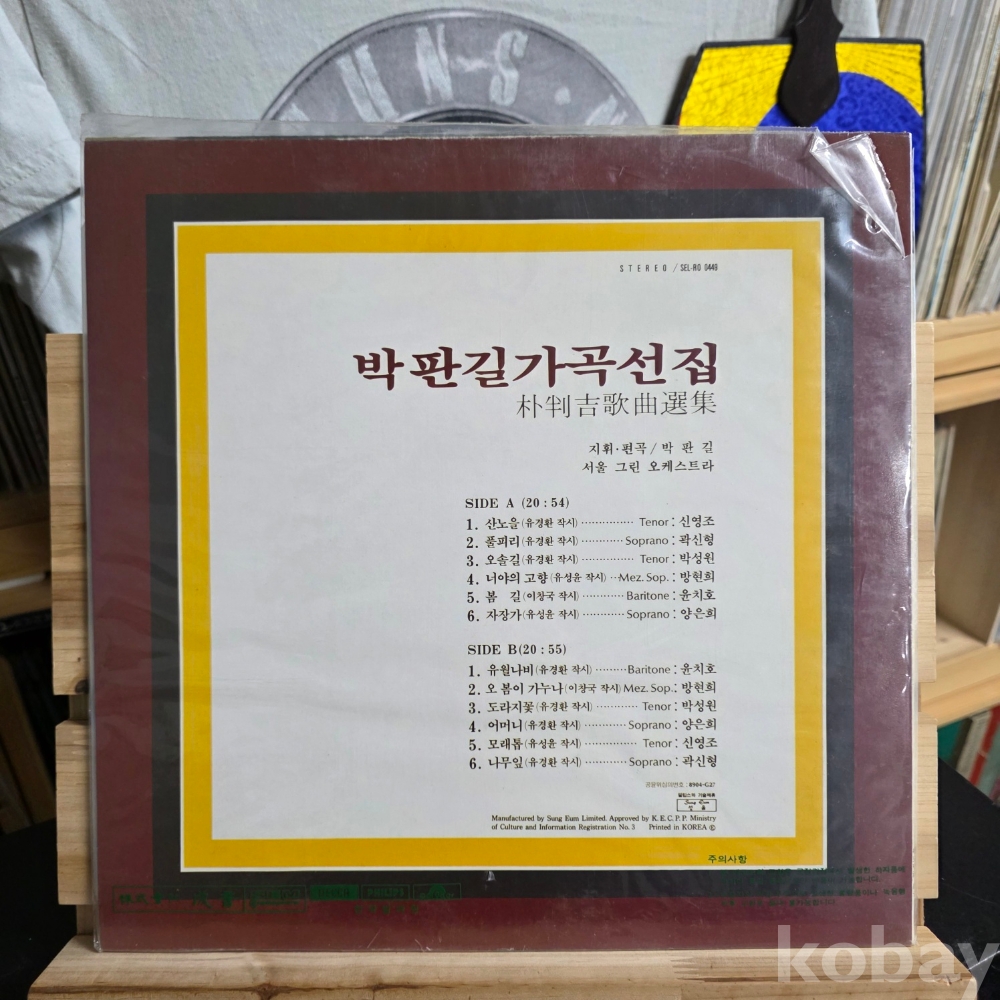 STEREO / SEL-RO 0449
박판길가곡선집
朴判吉歌曲選集
지휘·편곡/박 판 길
서울 그린 오케스트라
SIDE A (20 : 54)
1. 산노을(유경환 작시) ··············· Tenor : 신영조
2. 풀피리(유경환 작시) ············ Soprano : 곽신형
3. 오솔길(유경환 작시) ··············· Tenor : 박성원
4. 너야의 고향(유성윤 작시) ·· Mez. Sop. : 방현희
5. 봄 길(이창국 작시) ············ Baritone : 윤치호
6. 자장가(유성윤 작시) ············ Soprano : 양은희
SIDE B (20 : 55)
1. 유월나비(유경환 작시) ········· Baritone : 윤치호
2. 오 봄이 가누나(이창국 작시) Mez. Sop. : 방현희
3. 도라지꽃(유경환 작시) ············ Tenor : 박성원
4. 어머니(유경환 작시) ············ Soprano : 양은희
5. 모래톱(유성윤 작시) ··············· Tenor : 신영조
6. 나무잎(유경환 작시) ············ Soprano : 곽신형
8904-G27
Sung Eum
Manufactured by Sung Eum Limited. Approved by K. E. C. P. P. Ministry
of Culture and Information Registration No. 3 Printed in KOREA ©
주의사항
PHILIPS
kobay